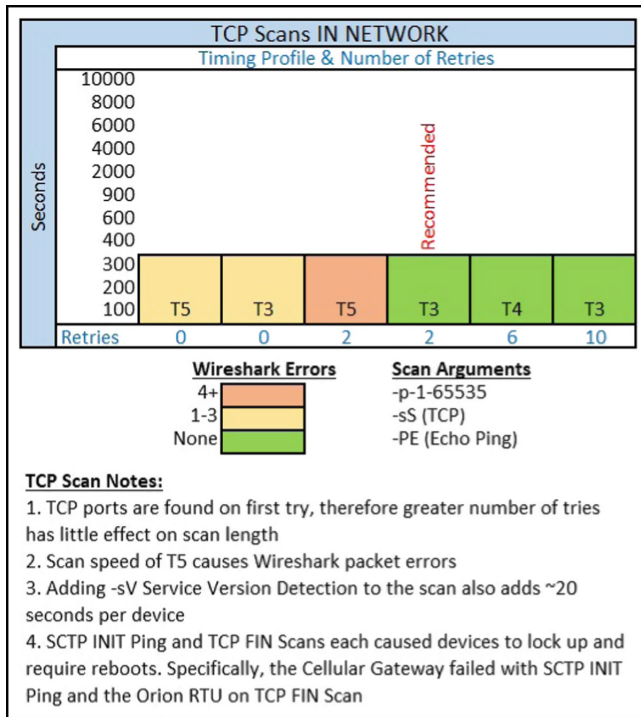 TCP Scans IN NETWORK
Timing Profile & Number of Retries
Seconds
10000
8000
6000
4000
2000
900
600
400
300
200
100
Recommended
T5 T3 T5 T3 T4 T3
Retries 0 0 2 2 6 10
Wireshark Errors Scan Arguments
4+ -p-1-65535
1-3 -sS (TCP)
None -PE (Echo Ping)
TCP Scan Notes:
1. TCP ports are found on first try, therefore greater number of tries
has little effect on scan length
2. Scan speed of T5 causes Wireshark packet errors
3. Adding -sV Service Version Detection to the scan also adds ~20
seconds per device
4. SCTP INIT Ping and TCP FIN Scans each caused devices to lock up and
require reboots. Specifically, the Cellular Gateway failed with SCTP INIT
Ping and the Orion RTU on TCP FIN Scan